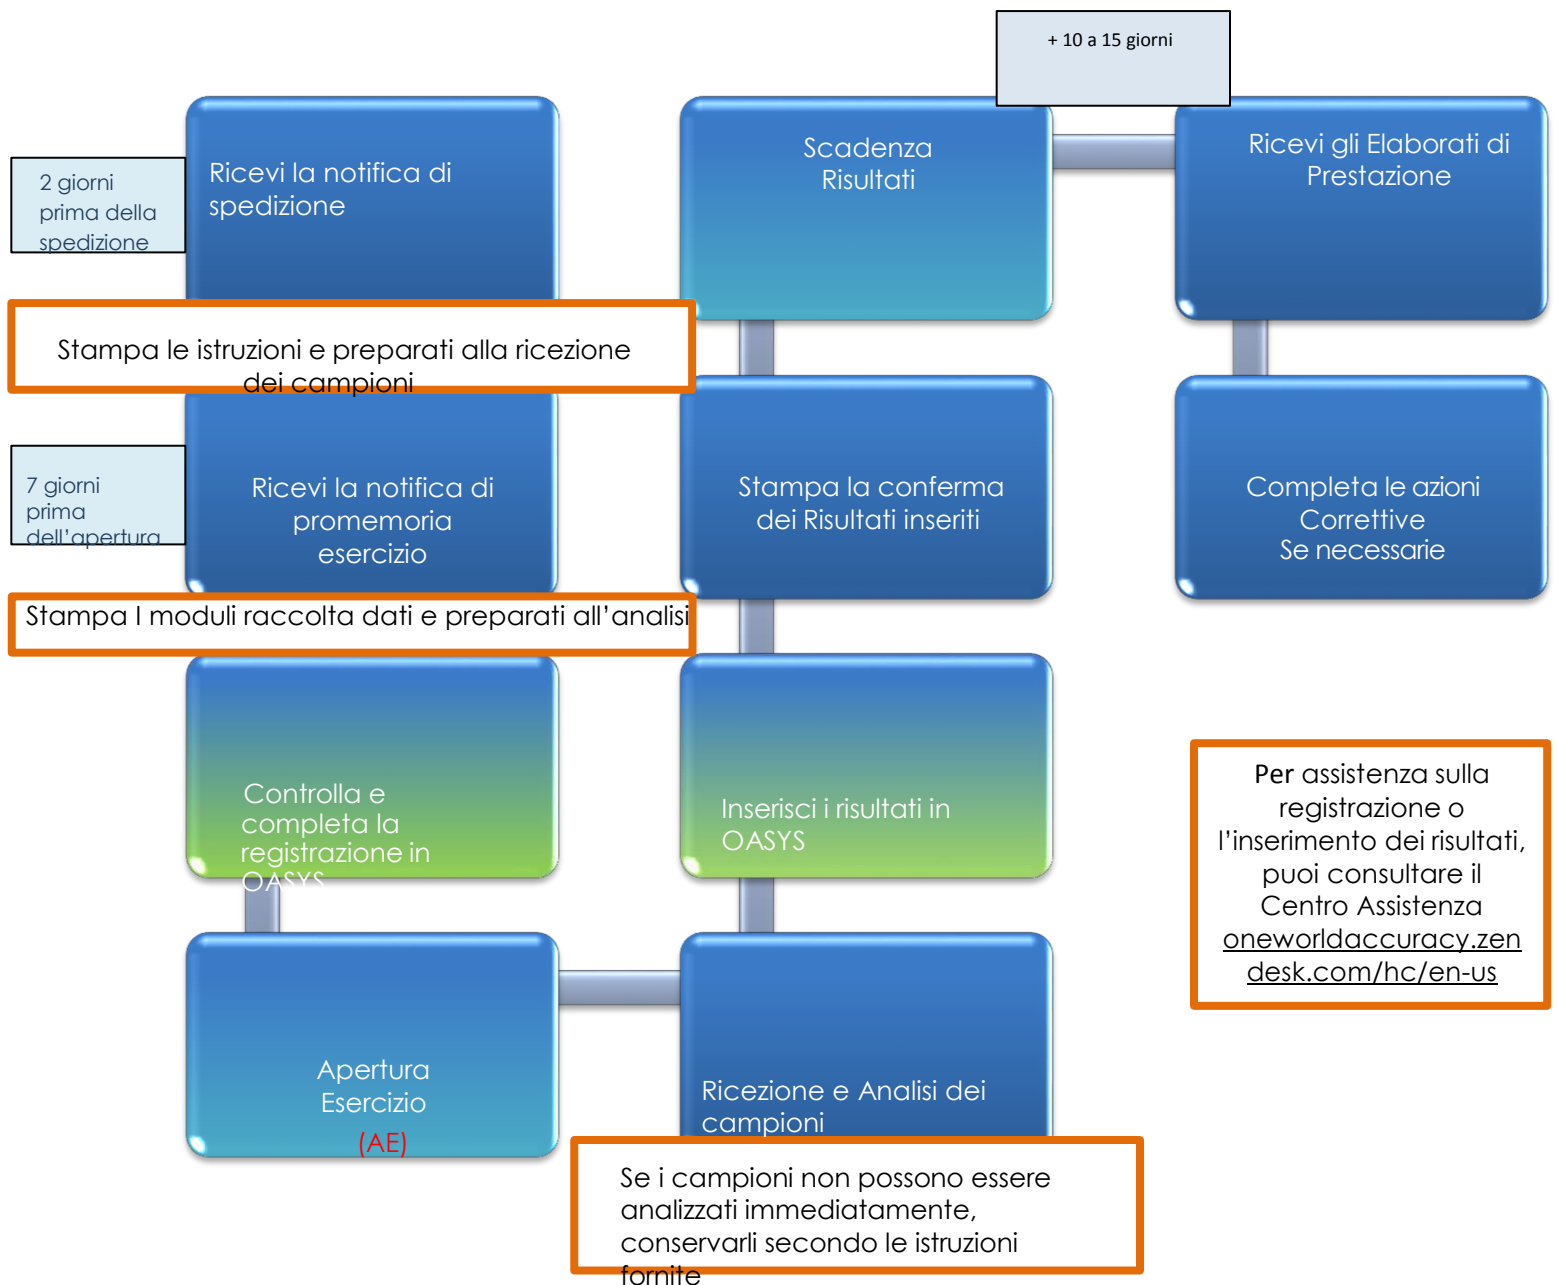 2 giorni
prima della
spedizione
Ricevi la notifica di
spedizione
Stampa le istruzioni e preparati alla ricezione
dei campioni
7 giorni
prima
dell’apertura
Ricevi la notifica di
promemoria
esercizio
Stampa I moduli raccolta dati e preparati all’analisi
Controlla e
completa la
registrazione in
OASYS
Apertura
Esercizio
(AE)
Ricezione e Analisi dei
campioni
Se i campioni non possono essere
analizzati immediatamente,
conservarli secondo le istruzioni
fornite
Inserisci i risultati in
OASYS
Stampa la conferma
dei Risultati inseriti
Scadenza
Risultati
+ 10 a 15 giorni
Ricevi gli Elaborati di
Prestazione
Completa le azioni
Correttive
Se necessarie
Per assistenza sulla
registrazione o
l’inserimento dei risultati,
puoi consultare il
Centro Assistenza
oneworldaccuracy.zen
desk.com/hc/en-us